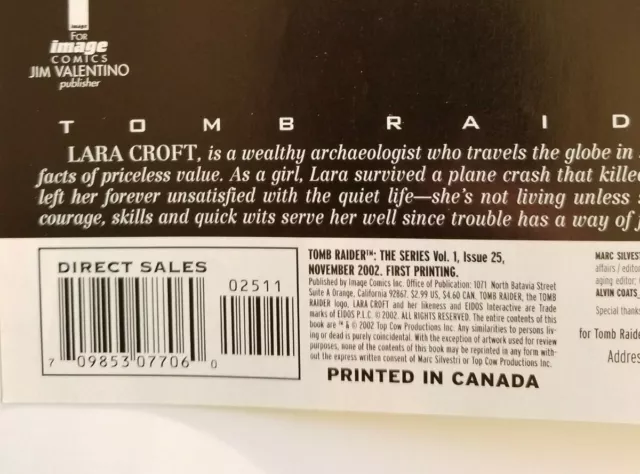 image
FOR
image
COMICS
JIM VALENTINO
publisher
TOMB RAID
LARA CROFT, is a wealthy archaeologist who travels the globe in
facts of priceless value. As a girl, Lara survived a plane crash that killed
left her forever unsatisfied with the quiet life—she's not living unless
courage, skills and quick wits serve her well since trouble has a way of
DIRECT SALES
02511
7 09853 07706 0
TOMB RAIDER™: THE SERIES Vol. 1, Issue 25,
NOVEMBER 2002. FIRST PRINTING.
Published by Image Comics Inc. Office of Publication: 1071 North Batavia Street
Suite A Orange, California 92867. $2.99 US, $4.60 CAN. TOMB RAIDER, the TOMB
RAIDER logo, LARA CROFT and her likeness and EIDOS Interactive are Trade
marks of EIDOS P.L.C. © 2002. ALL RIGHTS RESERVED. The entire contents of this
book are ™ & © 2002 Top Cow Productions Inc. Any similarities to persons liv-
ing or dead is purely coincidental. With the exception of artwork used for review
purposes, none of the contents of this book may be reprinted in any form with-
out the express written consent of Marc Silvestri or Top Cow Productions Inc.
PRINTED IN CANADA
MARC SILVEST
affairs / editor
aging editor:
ALVIN COATS,
Special thanks
for Tomb Raide
Addres